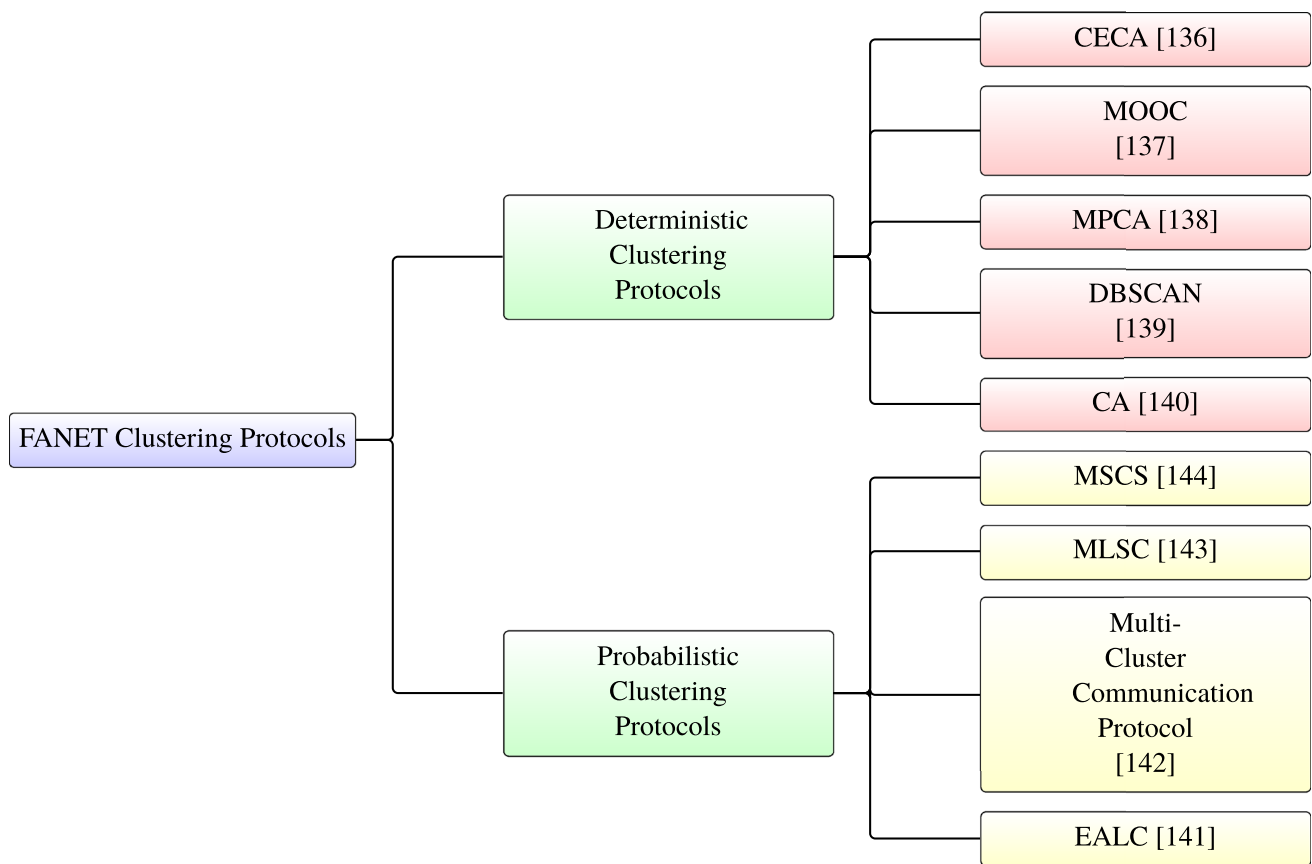 FANET Clustering Protocols
Deterministic
Clustering
Protocols
CECA [136]
MOOC
[137]
MPCA [138]
DBSCAN
[139]
CA [140]
Probabilistic
Clustering
Protocols
MSCS [144]
MLSC [143]
Multi-
Cluster
Communication
Protocol
[142]
EALC [141]